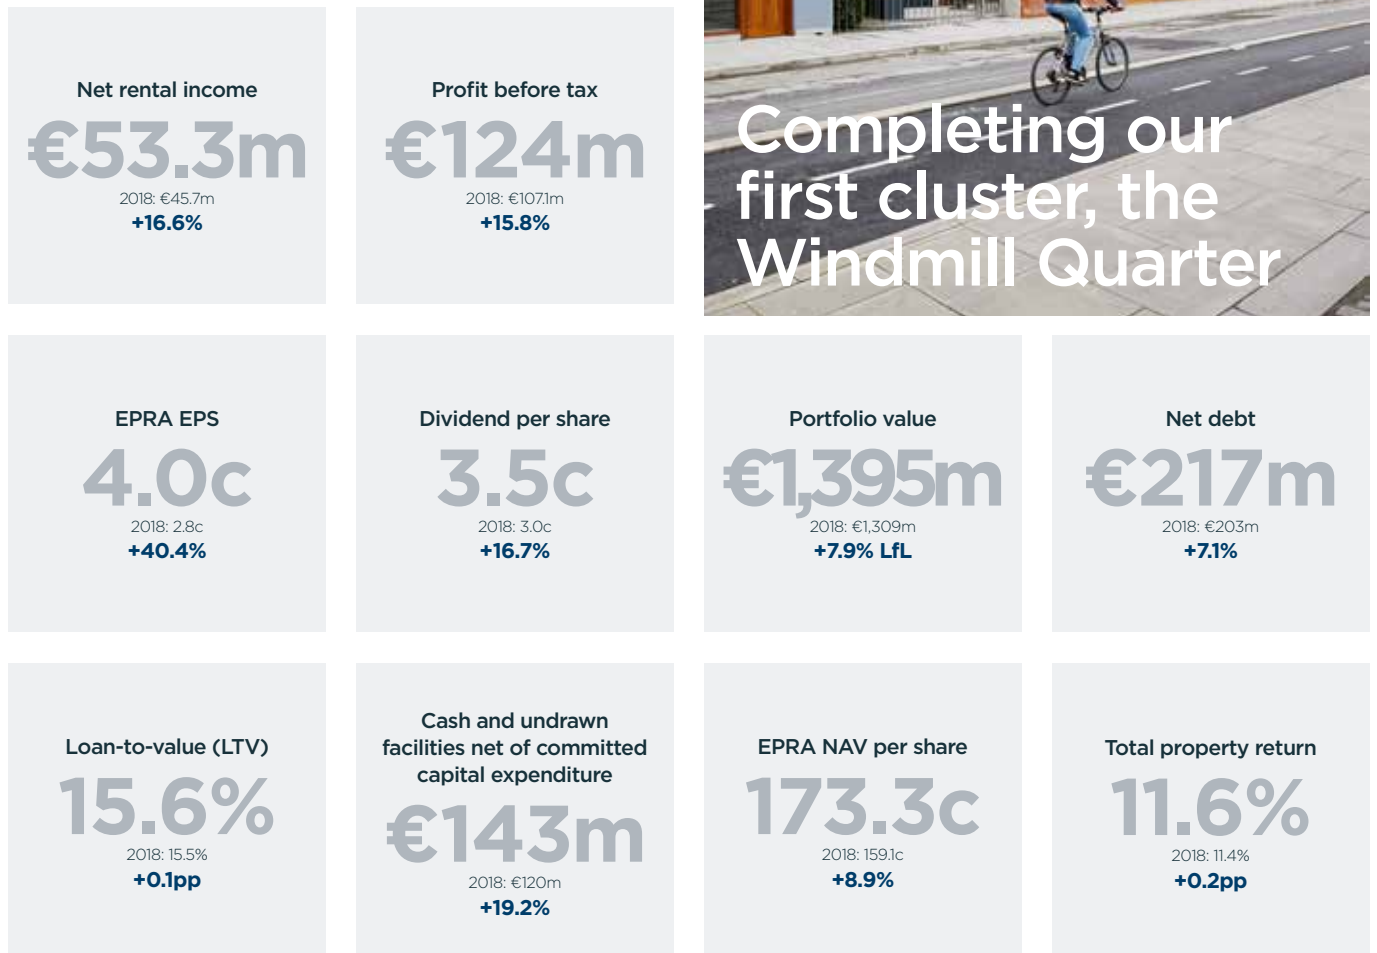 Net rental income
€53.3m
2018: €45.7m
+16.6%
Profit before tax
€124m
2018: €107.1m
+15.8%
Completing our
first cluster, the
Windmill Quarter
EPRA EPS
4.0c
2018: 2.8c
+40.4%
Dividend per share
3.5c
2018: 3.0c
+16.7%
Portfolio value
€1,395m
2018: €1,309m
+7.9% LfL
Net debt
€217m
2018: €203m
+7.1%
Loan-to-value (LTV)
15.6%
2018: 15.5%
+0.1pp
Cash and undrawn
facilities net of committed
capital expenditure
€143m
2018: €120m
+19.2%
EPRA NAV per share
173.3c
2018: 159.1c
+8.9%
Total property return
11.6%
2018: 11.4%
+0.2pp